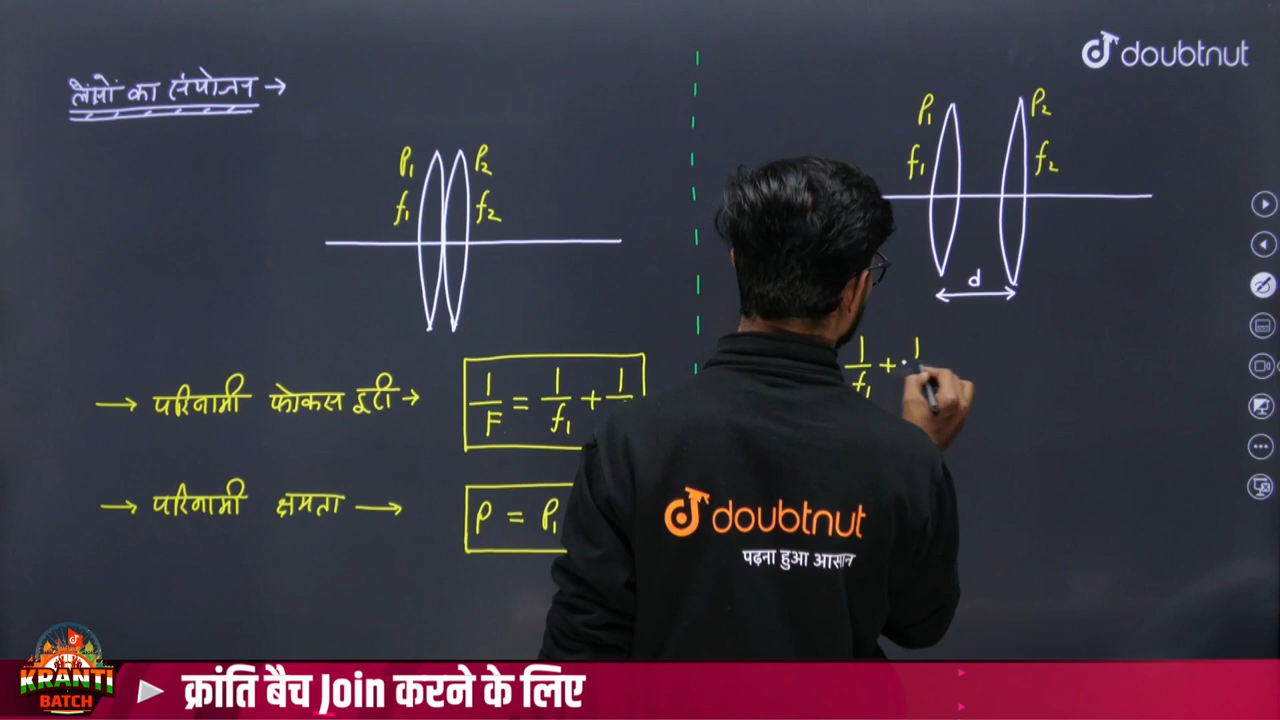 doubtnut
लैंसों का संयोजन →
P₁ P₂
f₁ f₂
→ परिणामी फोकस दूरी →
1/F = 1/f₁ + 1/
→ परिणामी क्षमता →
P = P₁
P₁ P₂
f₁ f₂
d
1/f₁ + 1
doubtnut
पढ़ना हुआ आसान
KRANTI
BATCH
क्रांति बैच Join करने के लिए